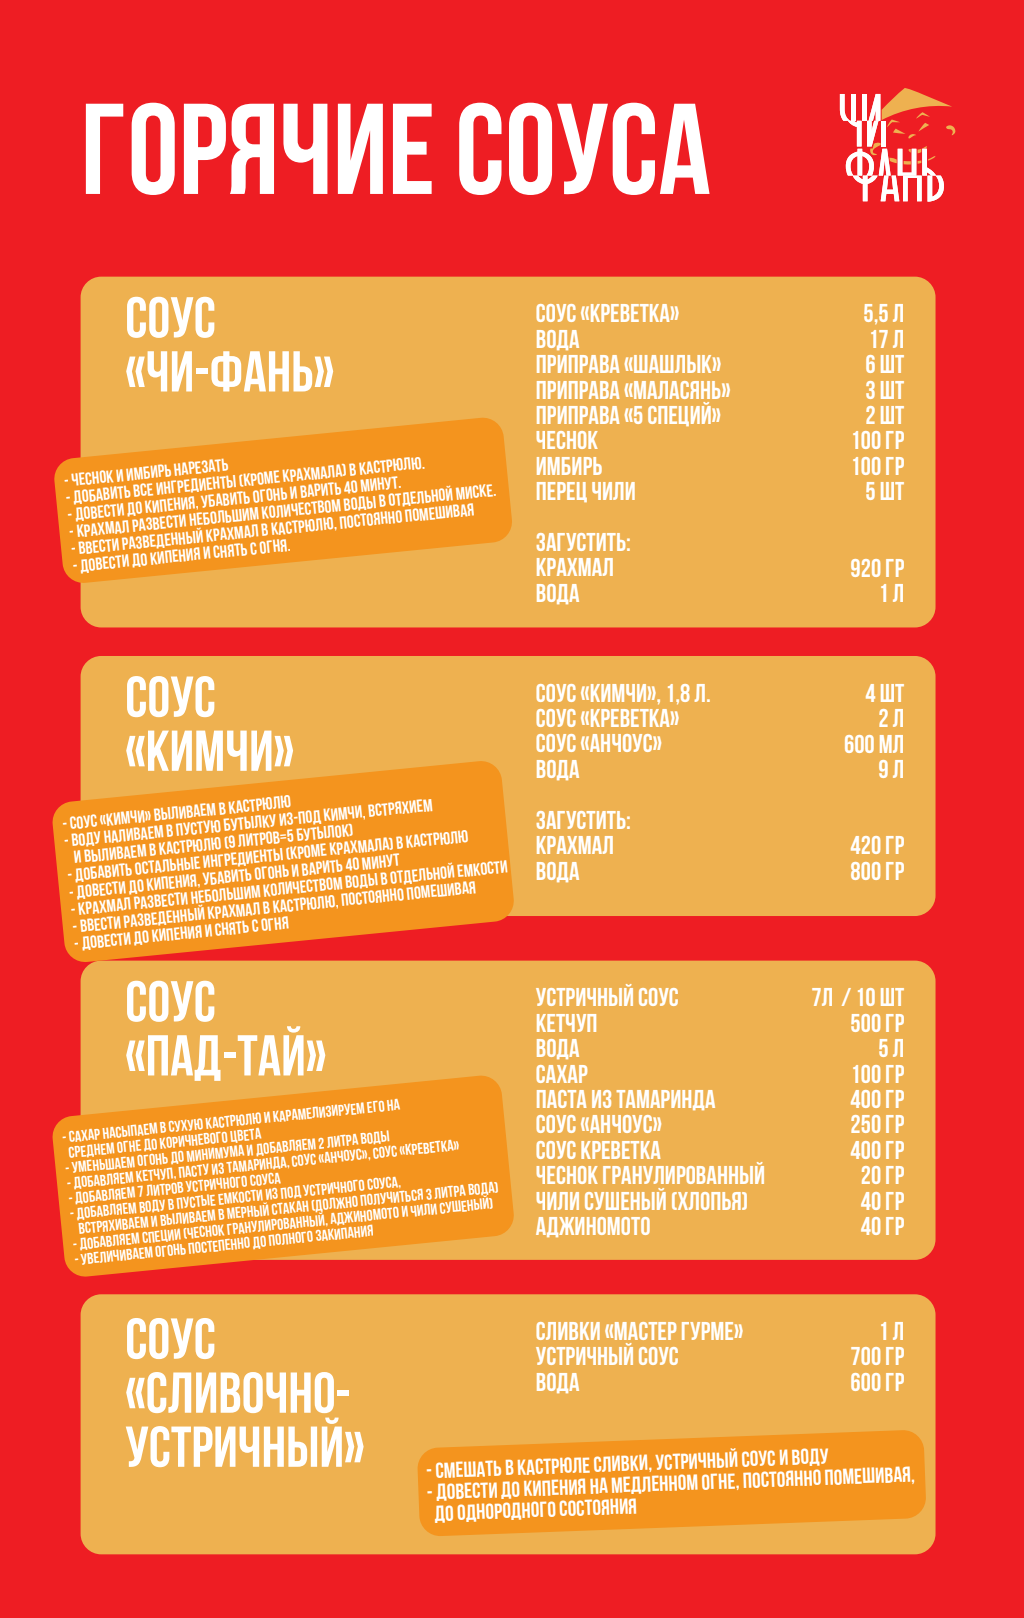 ГОРЯЧИЕ СОУСА
ЧИ
ФАНЬ
СОУС
«ЧИ-ФАНЬ»
СОУС «КРЕВЕТКА» 5,5 Л
ВОДА 17 Л
ПРИПРАВА «ШАШЛЫК» 6 ШТ
ПРИПРАВА «МАЛАСЯНЬ» 3 ШТ
ПРИПРАВА «5 СПЕЦИЙ» 2 ШТ
ЧЕСНОК 100 ГР
ИМБИРЬ 100 ГР
ПЕРЕЦ ЧИЛИ 5 ШТ
ЗАГУСТИТЬ:
КРАХМАЛ 920 ГР
ВОДА 1 Л
- ЧЕСНОК И ИМБИРЬ НАРЕЗАТЬ
- ДОБАВИТЬ ВСЕ ИНГРЕДИЕНТЫ (КРОМЕ КРАХМАЛА) В КАСТРЮЛЮ.
- ДОВЕСТИ ДО КИПЕНИЯ, УБАВИТЬ ОГОНЬ И ВАРИТЬ 40 МИНУТ.
- КРАХМАЛ РАЗВЕСТИ НЕБОЛЬШИМ КОЛИЧЕСТВОМ ВОДЫ В ОТДЕЛЬНОЙ МИСКЕ.
- ВВЕСТИ РАЗВЕДЕННЫЙ КРАХМАЛ В КАСТРЮЛЮ, ПОСТОЯННО ПОМЕШИВАЯ
- ДОВЕСТИ ДО КИПЕНИЯ И СНЯТЬ С ОГНЯ.
СОУС
«КИМЧИ»
СОУС «КИМЧИ», 1,8 Л. 4 ШТ
СОУС «КРЕВЕТКА» 2 Л
СОУС «АНЧОУС» 600 МЛ
ВОДА 9 Л
ЗАГУСТИТЬ:
КРАХМАЛ 420 ГР
ВОДА 800 ГР
- СОУС «КИМЧИ» ВЫЛИВАЕМ В КАСТРЮЛЮ
- ВОДУ НАЛИВАЕМ В ПУСТУЮ БУТЫЛКУ ИЗ-ПОД КИМЧИ, ВСТРЯХИЕМ
И ВЫЛИВАЕМ В КАСТРЮЛЮ (9 ЛИТРОВ=5 БУТЫЛОК)
- ДОБАВИТЬ ОСТАЛЬНЫЕ ИНГРЕДИЕНТЫ (КРОМЕ КРАХМАЛА) В КАСТРЮЛЮ
- ДОВЕСТИ ДО КИПЕНИЯ, УБАВИТЬ ОГОНЬ И ВАРИТЬ 40 МИНУТ
- КРАХМАЛ РАЗВЕСТИ НЕБОЛЬШИМ КОЛИЧЕСТВОМ ВОДЫ В ОТДЕЛЬНОЙ ЕМКОСТИ
- ВВЕСТИ РАЗВЕДЕННЫЙ КРАХМАЛ В КАСТРЮЛЮ, ПОСТОЯННО ПОМЕШИВАЯ
- ДОВЕСТИ ДО КИПЕНИЯ И СНЯТЬ С ОГНЯ
СОУС
«ПАД-ТАЙ»
УСТРИЧНЫЙ СОУС 7Л / 10 ШТ
КЕТЧУП 500 ГР
ВОДА 5 Л
САХАР 100 ГР
ПАСТА ИЗ ТАМАРИНДА 400 ГР
СОУС «АНЧОУС» 250 ГР
СОУС КРЕВЕТКА 400 ГР
ЧЕСНОК ГРАНУЛИРОВАННЫЙ 20 ГР
ЧИЛИ СУШЕНЫЙ (ХЛОПЬЯ) 40 ГР
АДЖИНОМОТО 40 ГР
- САХАР НАСЫПАЕМ В СУХУЮ КАСТРЮЛЮ И КАРАМЕЛИЗИРУЕМ ЕГО НА
СРЕДНЕМ ОГНЕ ДО КОРИЧНЕВОГО ЦВЕТА
- УМЕНЬШАЕМ ОГОНЬ ДО МИНИМУМА И ДОБАВЛЯЕМ 2 ЛИТРА ВОДЫ
- ДОБАВЛЯЕМ КЕТЧУП, ПАСТУ ИЗ ТАМАРИНДА, СОУС «АНЧОУС», СОУС «КРЕВЕТКА»
- ДОБАВЛЯЕМ 7 ЛИТРОВ УСТРИЧНОГО СОУСА
- ДОБАВЛЯЕМ ВОДУ В ПУСТЫЕ ЕМКОСТИ ИЗ ПОД УСТРИЧНОГО СОУСА,
ВСТРЯХИВАЕМ И ВЫЛИВАЕМ В МЕРНЫЙ СТАКАН (ДОЛЖНО ПОЛУЧИТЬСЯ 3 ЛИТРА ВОДА)
- ДОБАВЛЯЕМ СПЕЦИИ (ЧЕСНОК ГРАНУЛИРОВАННЫЙ, АДЖИНОМОТО И ЧИЛИ СУШЕНЫЙ)
- УВЕЛИЧИВАЕМ ОГОНЬ ПОСТЕПЕННО ДО ПОЛНОГО ЗАКИПАНИЯ
СОУС
«СЛИВОЧНО-
УСТРИЧНЫЙ»
СЛИВКИ «МАСТЕР ГУРМЕ» 1 Л
УСТРИЧНЫЙ СОУС 700 ГР
ВОДА 600 ГР
- СМЕШАТЬ В КАСТРЮЛЕ СЛИВКИ, УСТРИЧНЫЙ СОУС И ВОДУ
- ДОВЕСТИ ДО КИПЕНИЯ НА МЕДЛЕННОМ ОГНЕ, ПОСТОЯННО ПОМЕШИВАЯ,
ДО ОДНОРОДНОГО СОСТОЯНИЯ